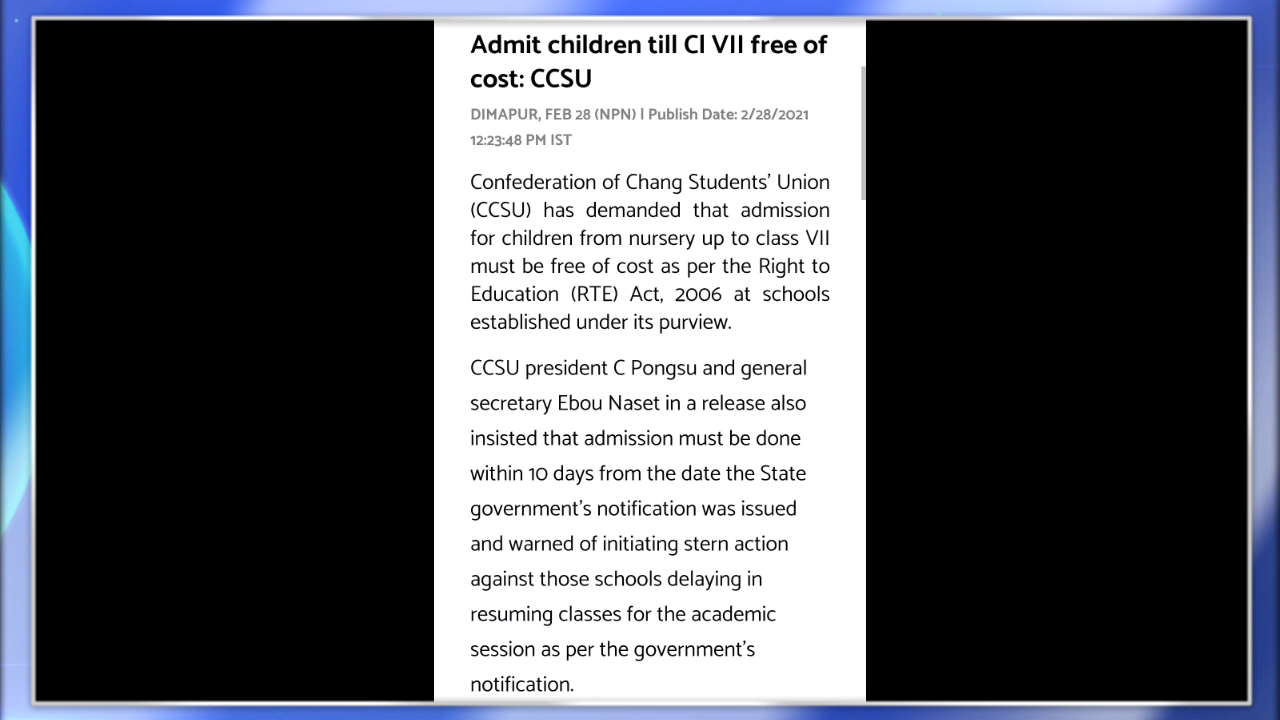 Admit children till Cl VII free of
cost: CCSU
DIMAPUR, FEB 28 (NPN) | Publish Date: 2/28/2021
12:23:48 PM IST
Confederation of Chang Students’ Union
(CCSU) has demanded that admission
for children from nursery up to class VII
must be free of cost as per the Right to
Education (RTE) Act, 2006 at schools
established under its purview.
CCSU president C Pongsu and general
secretary Ebou Naset in a release also
insisted that admission must be done
within 10 days from the date the State
government’s notification was issued
and warned of initiating stern action
against those schools delaying in
resuming classes for the academic
session as per the government’s
notification.